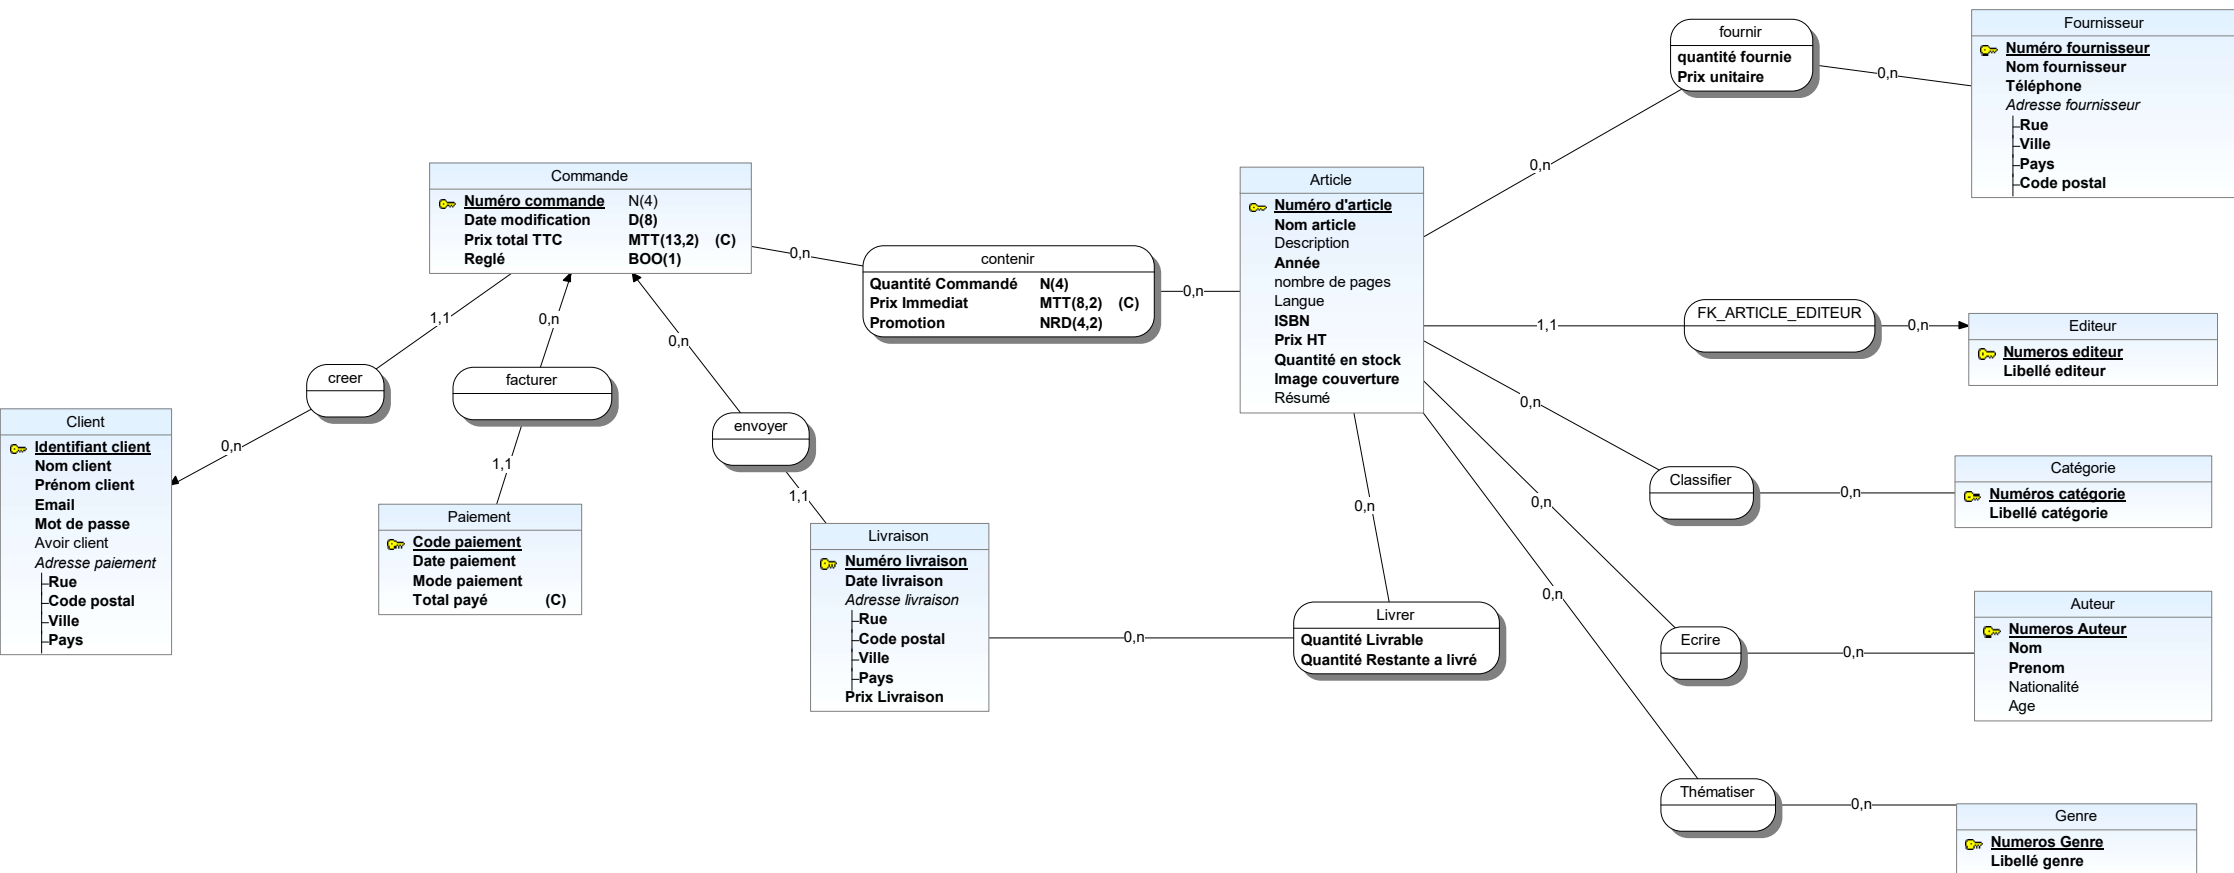 fournir
quantité fournie
Prix unitaire
0,n
Fournisseur
Numéro fournisseur
Nom fournisseur
Téléphone
Adresse fournisseur
Rue
Ville
Pays
Code postal
0,n
Commande
Numéro commande N(4)
Date modification D(8)
Prix total TTC MTT(13,2) (C)
Reglé BOO(1)
0,n
contenir
Quantité Commandé N(4)
Prix Immediat MTT(8,2) (C)
Promotion NRD(4,2)
0,n
Article
Numéro d'article
Nom article
Description
Année
nombre de pages
Langue
ISBN
Prix HT
Quantité en stock
Image couverture
Résumé
1,1
FK_ARTICLE_EDITEUR
0,n
Editeur
Numeros editeur
Libellé editeur
1,1
0,n
0,n
creer
facturer
envoyer
0,n
1,1
1,1
Client
Identifiant client
Nom client
Prénom client
Email
Mot de passe
Avoir client
Adresse paiement
Rue
Code postal
Ville
Pays
Paiement
Code paiement
Date paiement
Mode paiement
Total payé (C)
Livraison
Numéro livraison
Date livraison
Adresse livraison
Rue
Code postal
Ville
Pays
Prix Livraison
0,n
0,n
Livrer
Quantité Livrable
Quantité Restante a livré
0,n
Classifier
0,n
Catégorie
Numéros catégorie
Libellé catégorie
0,n
Ecrire
0,n
Auteur
Numeros Auteur
Nom
Prenom
Nationalité
Age
0,n
Thématiser
0,n
Genre
Numeros Genre
Libellé genre